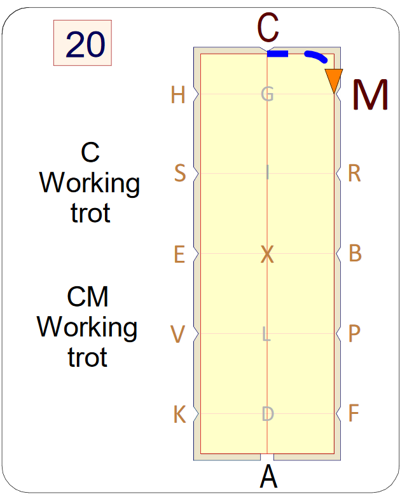 20
C
H G M
C
Working
trot
S I R
E X B
CM
Working
trot
V L P
K D F
A